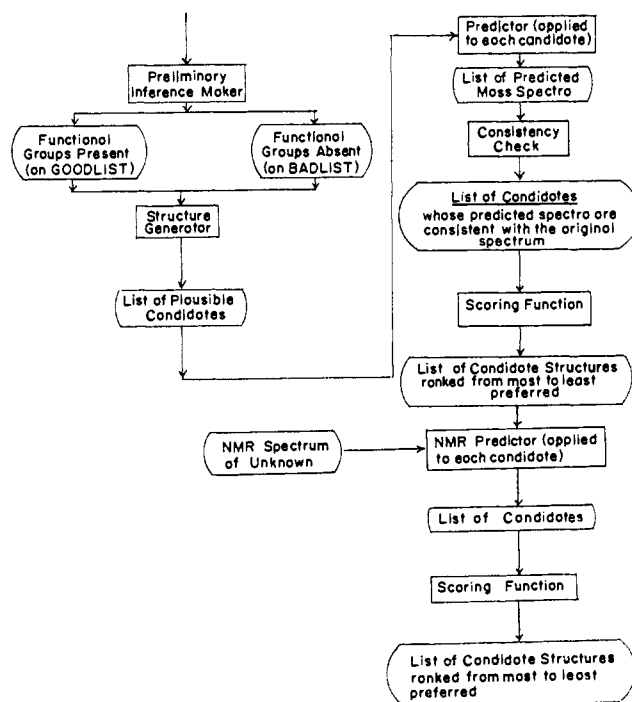 Preliminary
Inference Maker
Functional
Groups Present
(on GOODLIST)
Functional
Groups Absent
(on BADLIST)
Structure
Generator
List of Plausible
Candidates
Predictor (applied
to each candidate)
List of Predicted
Mass Spectra
Consistency
Check
List of Candidates
whose predicted spectra are
consistent with the original
spectrum
Scoring Function
List of Candidate Structures
ranked from most to least
preferred
NMR Spectrum
of Unknown
NMR Predictor (applied
to each candidate)
List of Candidates
Scoring Function
List of Candidate Structures
ranked from most to least
preferred